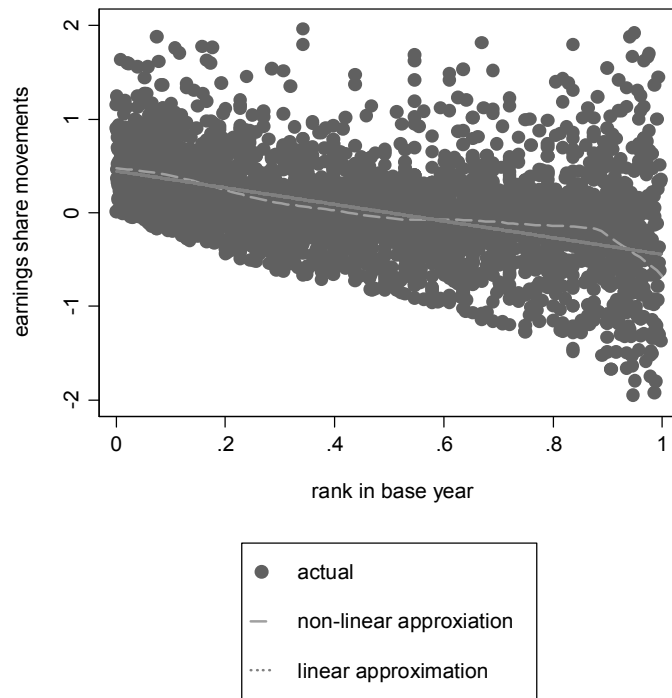 2
1
0
-1
-2
earnings share movements
0 .2 .4 .6 .8 1
rank in base year
actual
non-linear approxiation
linear approximation